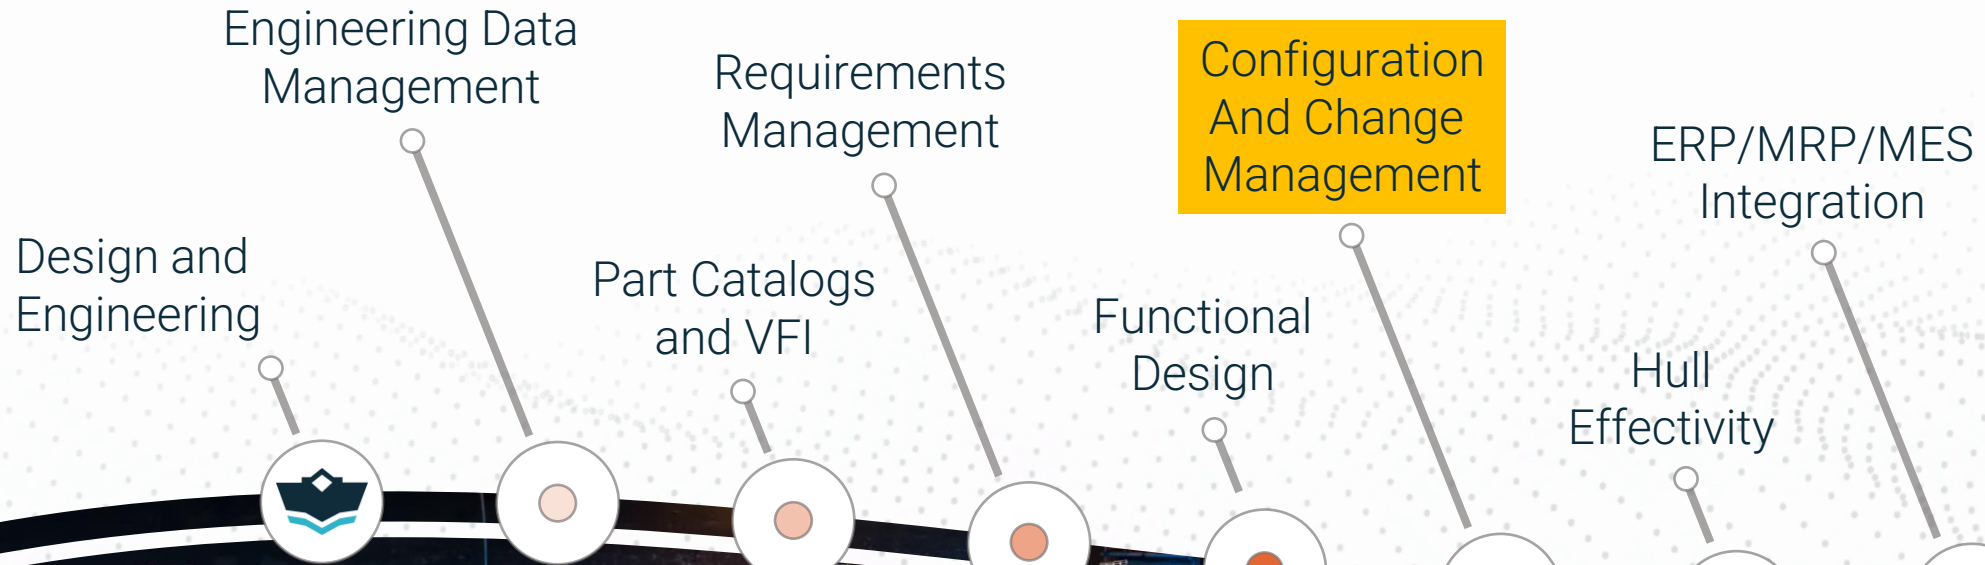 Engineering Data
Management
Requirements
Management
Configuration
And Change
Management
ERP/MRP/MES
Integration
Design and
Engineering
Part Catalogs
and VFI
Functional
Design
Hull
Effectivity